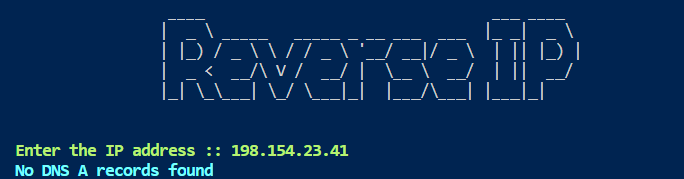 Reverse IP
Enter the IP address :: 198.154.23.41
No DNS A records found